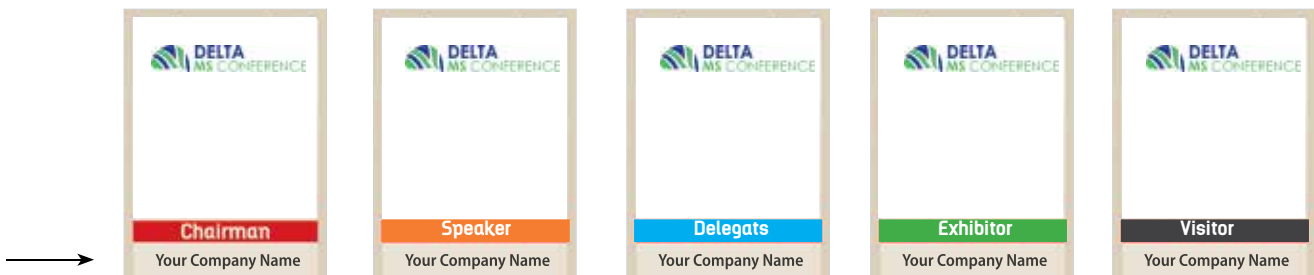 DELTA
MS CONFERENCE
DELTA
MS CONFERENCE
DELTA
MS CONFERENCE
DELTA
MS CONFERENCE
DELTA
MS CONFERENCE
Chairman
Speaker
Delegats
Exhibitor
Visitor
Your Company Name
Your Company Name
Your Company Name
Your Company Name
Your Company Name